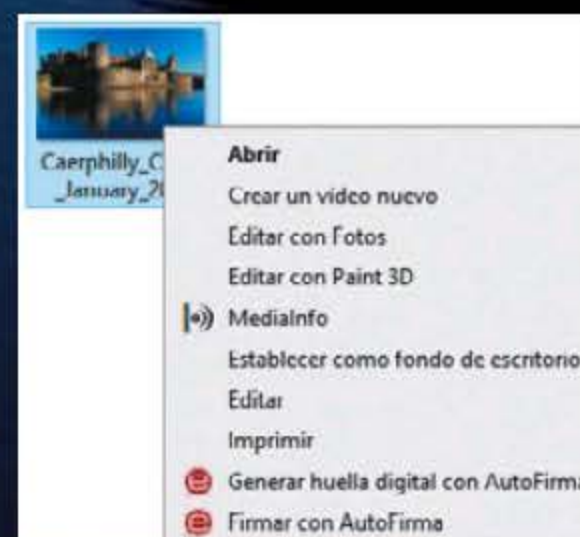 Caerphilly_C
_January_20
Abrir
Crear un video nuevo
Editar con Fotos
Editar con Paint 3D
MediaInfo
Establecer como fondo de escritorio
Editar
Imprimir
Generar huella digital con AutoFirma
Firmar con AutoFirma